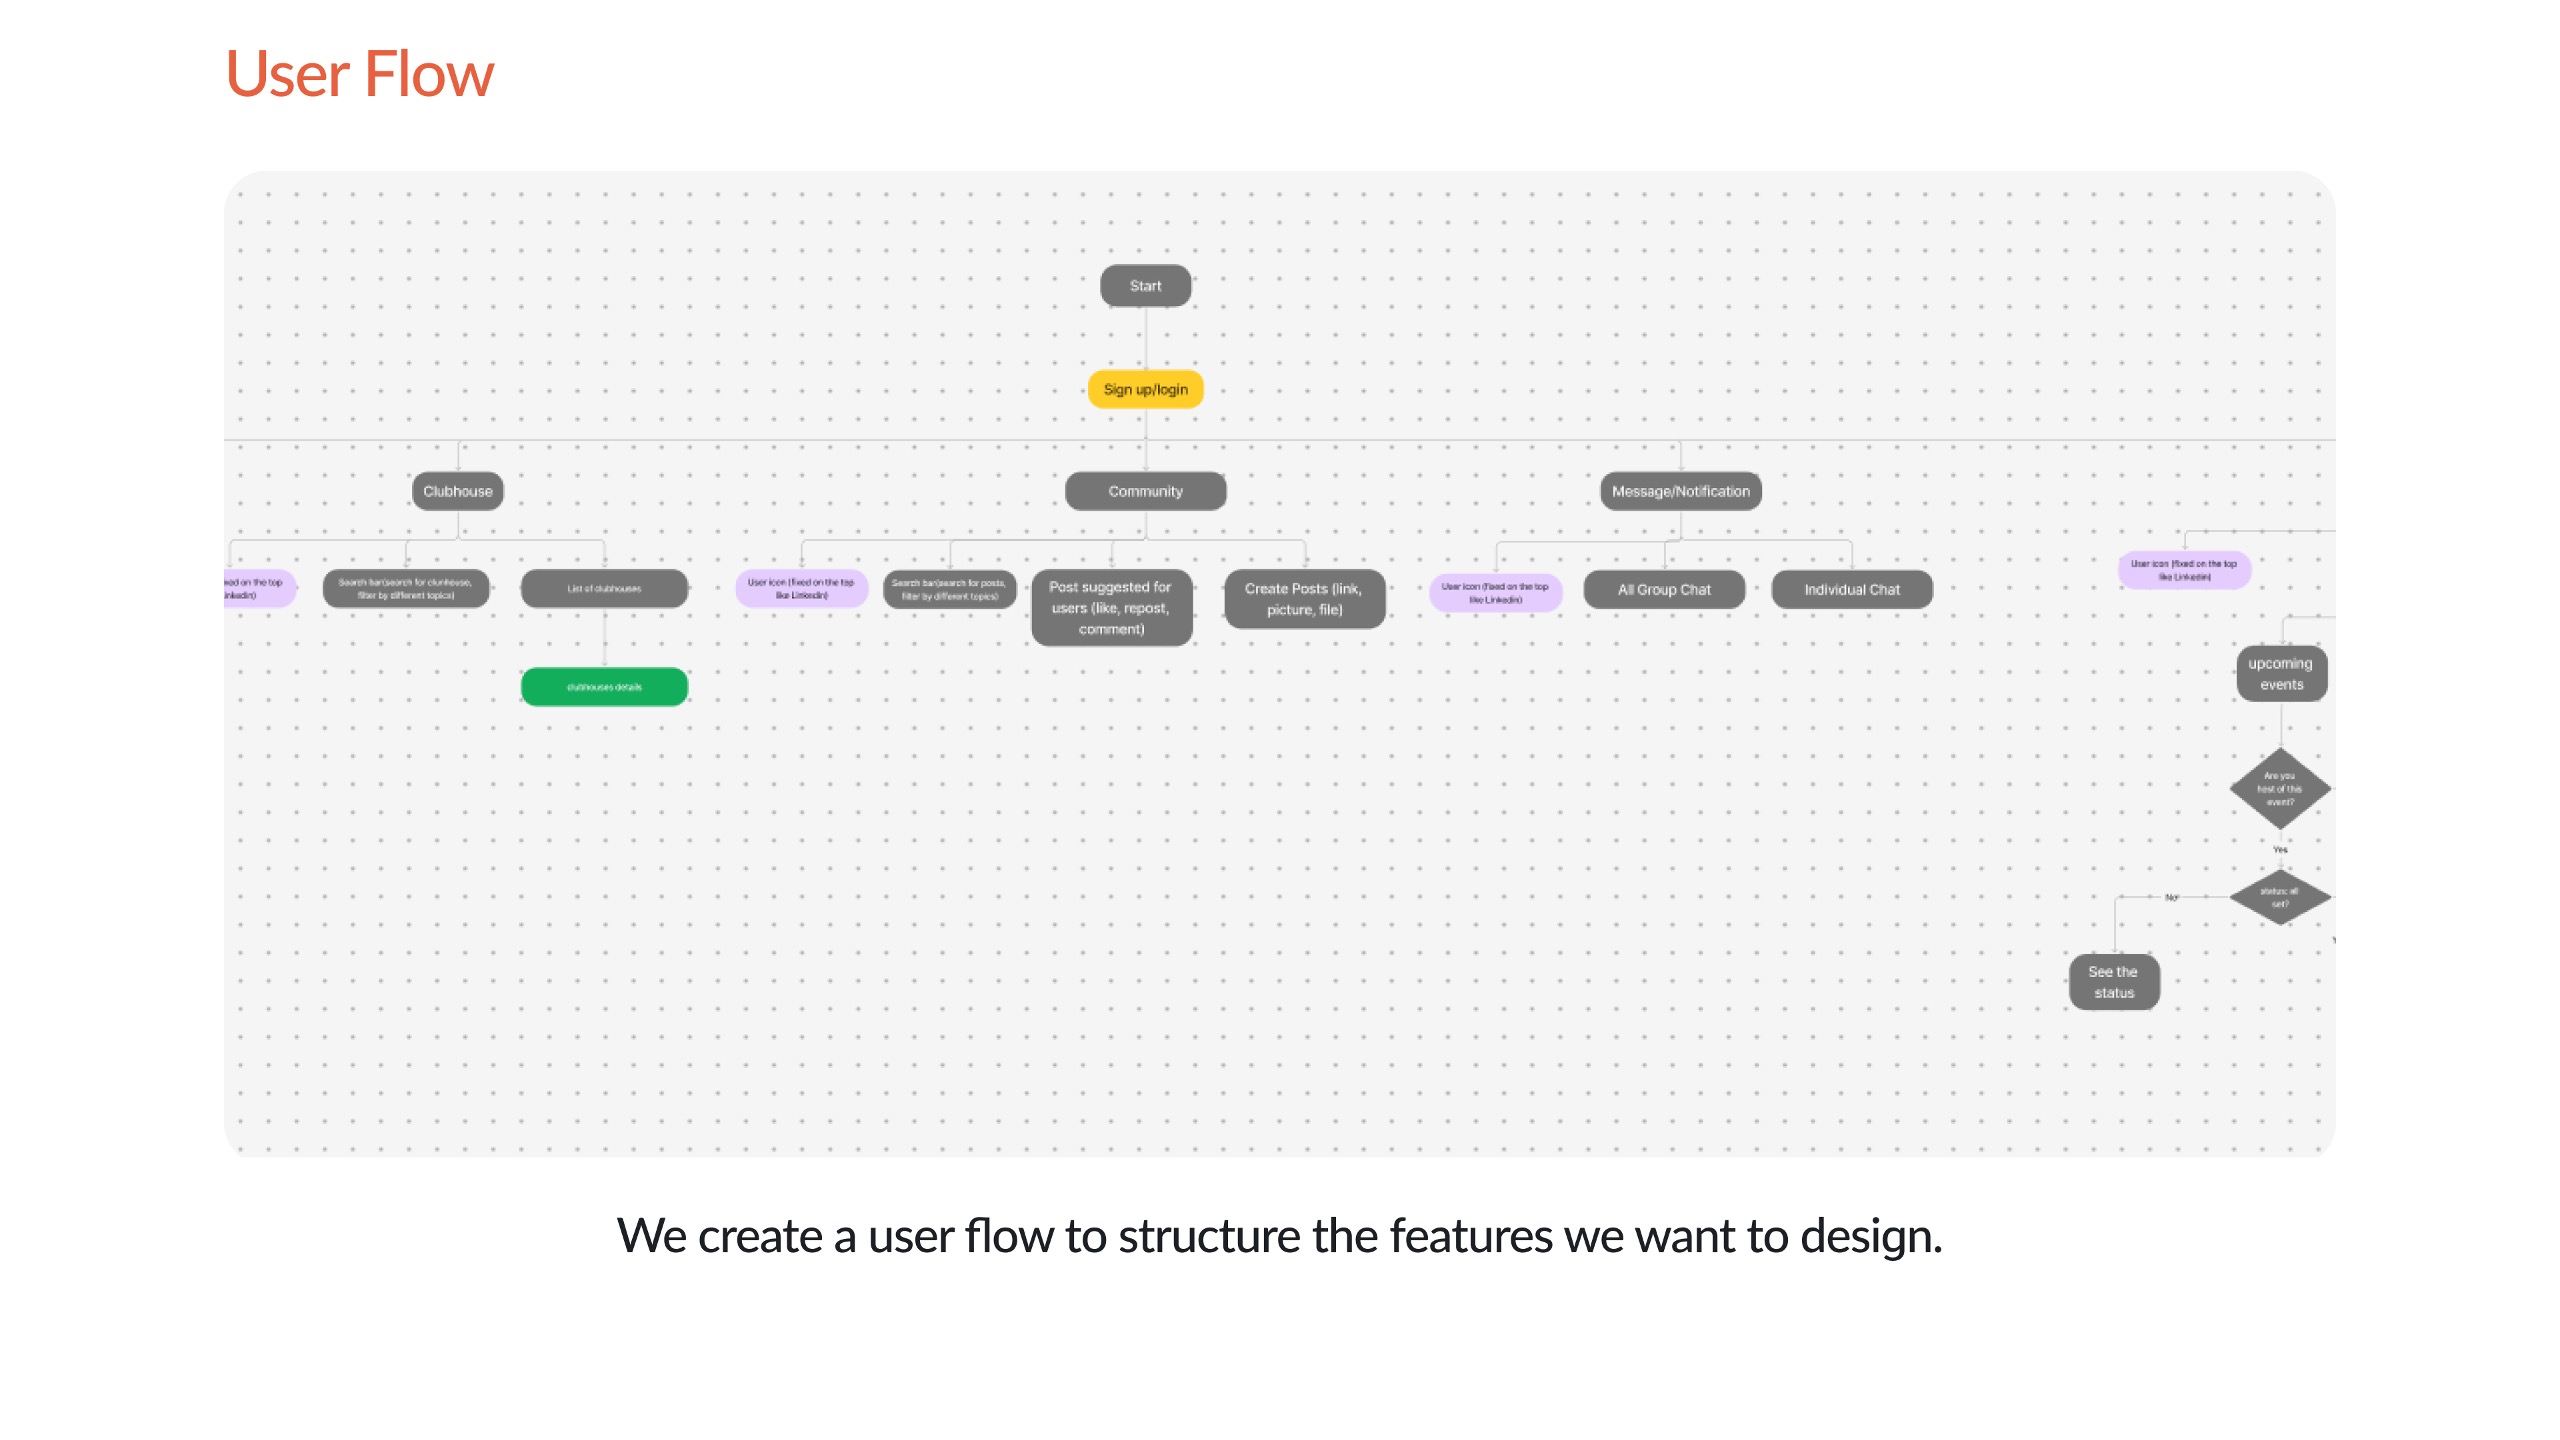 User Flow
Start
Sign up/login
Clubhouse
Community
Message/Notification
xed on the top
inkedin)
Search bar(search for clunhouse,
filter by different topics)
List of clubhouses
User icon (fixed on the top
like Linkedin)
Search bar(search for posts,
filter by different topics)
Post suggested for
users (like, repost,
comment)
Create Posts (link,
picture, file)
User icon (fixed on the top
like Linkedin)
All Group Chat
Individual Chat
User icon (fixed on the top
like Linkedin)
clubhouses details
upcoming
events
Are you
host of this
event?
Yes
status: all
set?
No
See the
status
We create a user flow to structure the features we want to design.